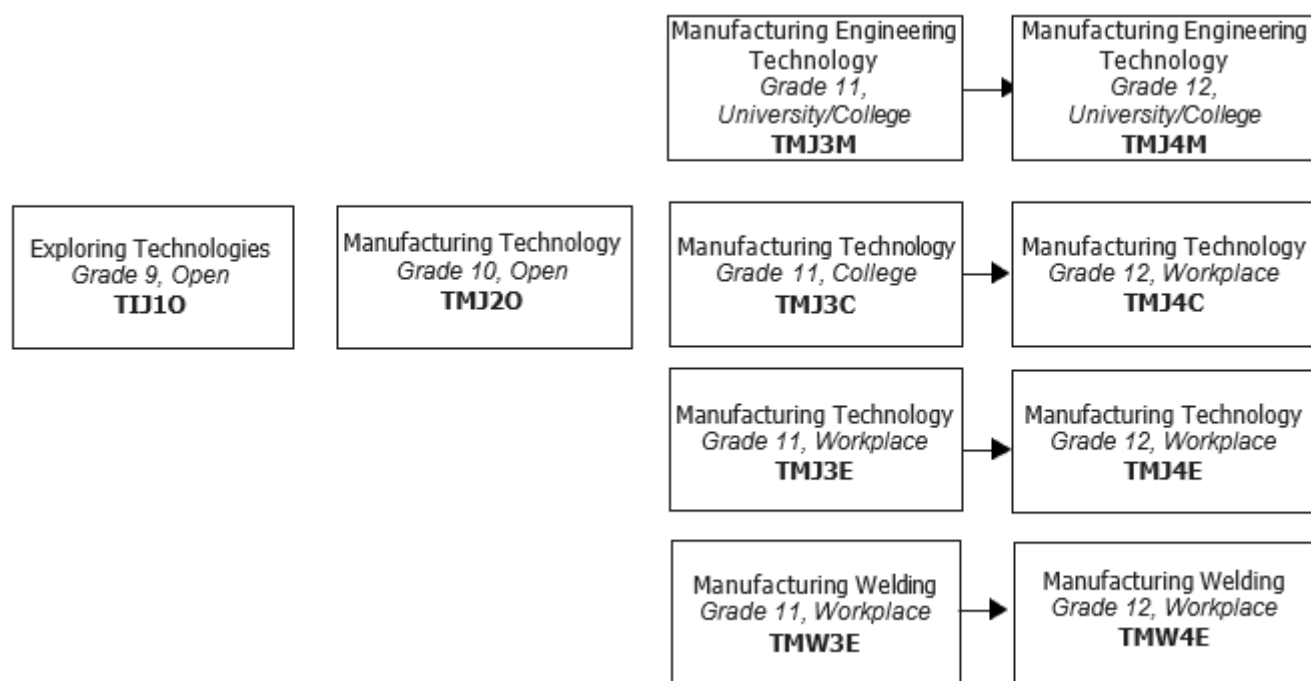 Manufacturing Engineering
Technology
Grade 11,
University/College
TMJ3M
Manufacturing Engineering
Technology
Grade 12,
University/College
TMJ4M
Exploring Technologies
Grade 9, Open
TIJ1O
Manufacturing Technology
Grade 10, Open
TMJ2O
Manufacturing Technology
Grade 11, College
TMJ3C
Manufacturing Technology
Grade 12, Workplace
TMJ4C
Manufacturing Technology
Grade 11, Workplace
TMJ3E
Manufacturing Technology
Grade 12, Workplace
TMJ4E
Manufacturing Welding
Grade 11, Workplace
TMW3E
Manufacturing Welding
Grade 12, Workplace
TMW4E